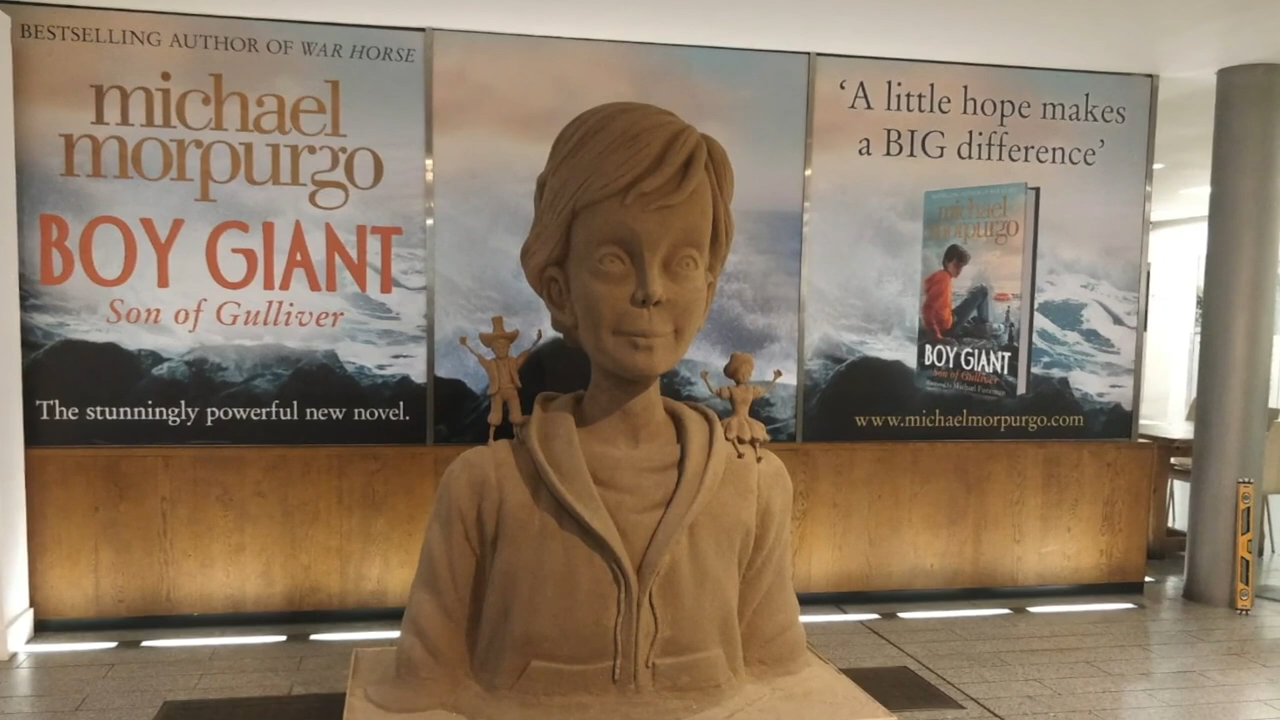 BESTSELLING AUTHOR OF WAR HORSE
michael
morpurgo
BOY GIANT
Son of Gulliver
The stunningly powerful new novel.
'A little hope makes
a BIG difference'
michael
morpurgo
BOY GIANT
Son of Gulliver
www.michaelmorpurgo.com